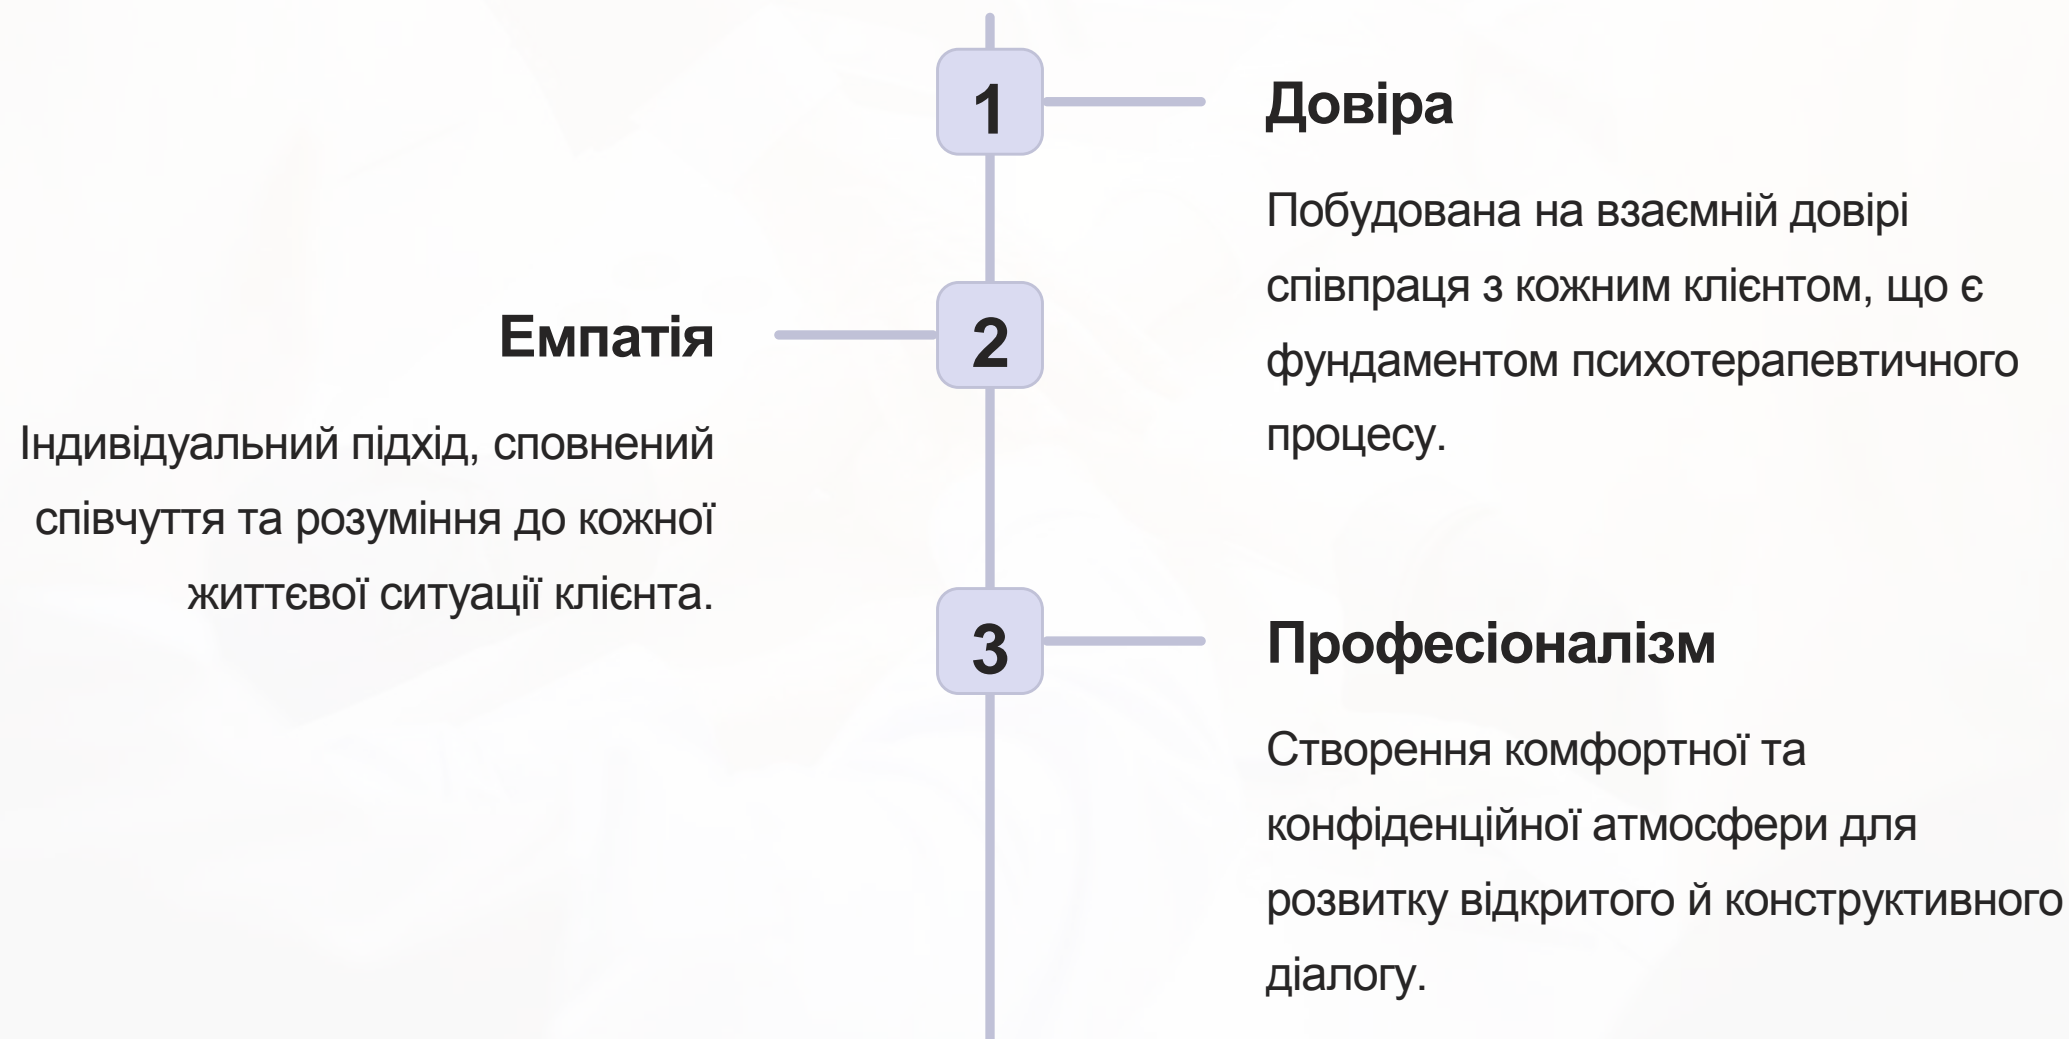 1
Довіра
Побудована на взаємній довірі
співпраця з кожним клієнтом, що є
фундаментом психотерапевтичного
процесу.
2
Емпатія
Індивідуальний підхід, сповнений
співчуття та розуміння до кожної
життєвої ситуації клієнта.
3
Професіоналізм
Створення комфортної та
конфіденційної атмосфери для
розвитку відкритого й конструктивного
діалогу.